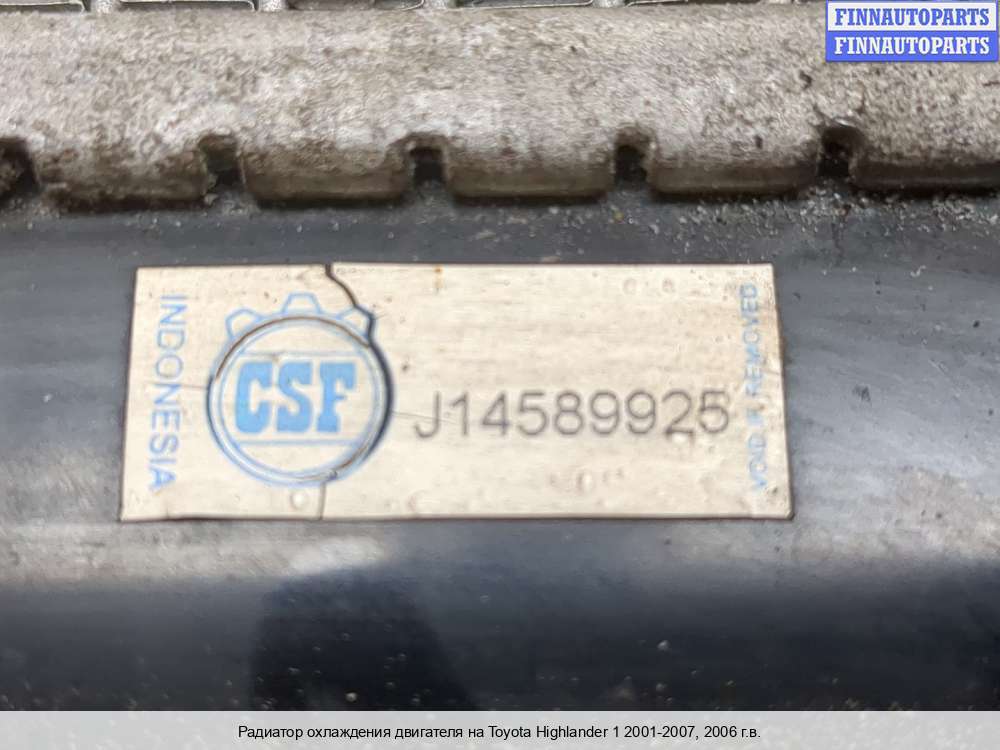 FINNAUTOPARTS
FINNAUTOPARTS
INDONESIA
CSF
J14589925
VOID IF REMOVED
Радиатор охлаждения двигателя на Toyota Highlander 1 2001-2007, 2006 г.в.